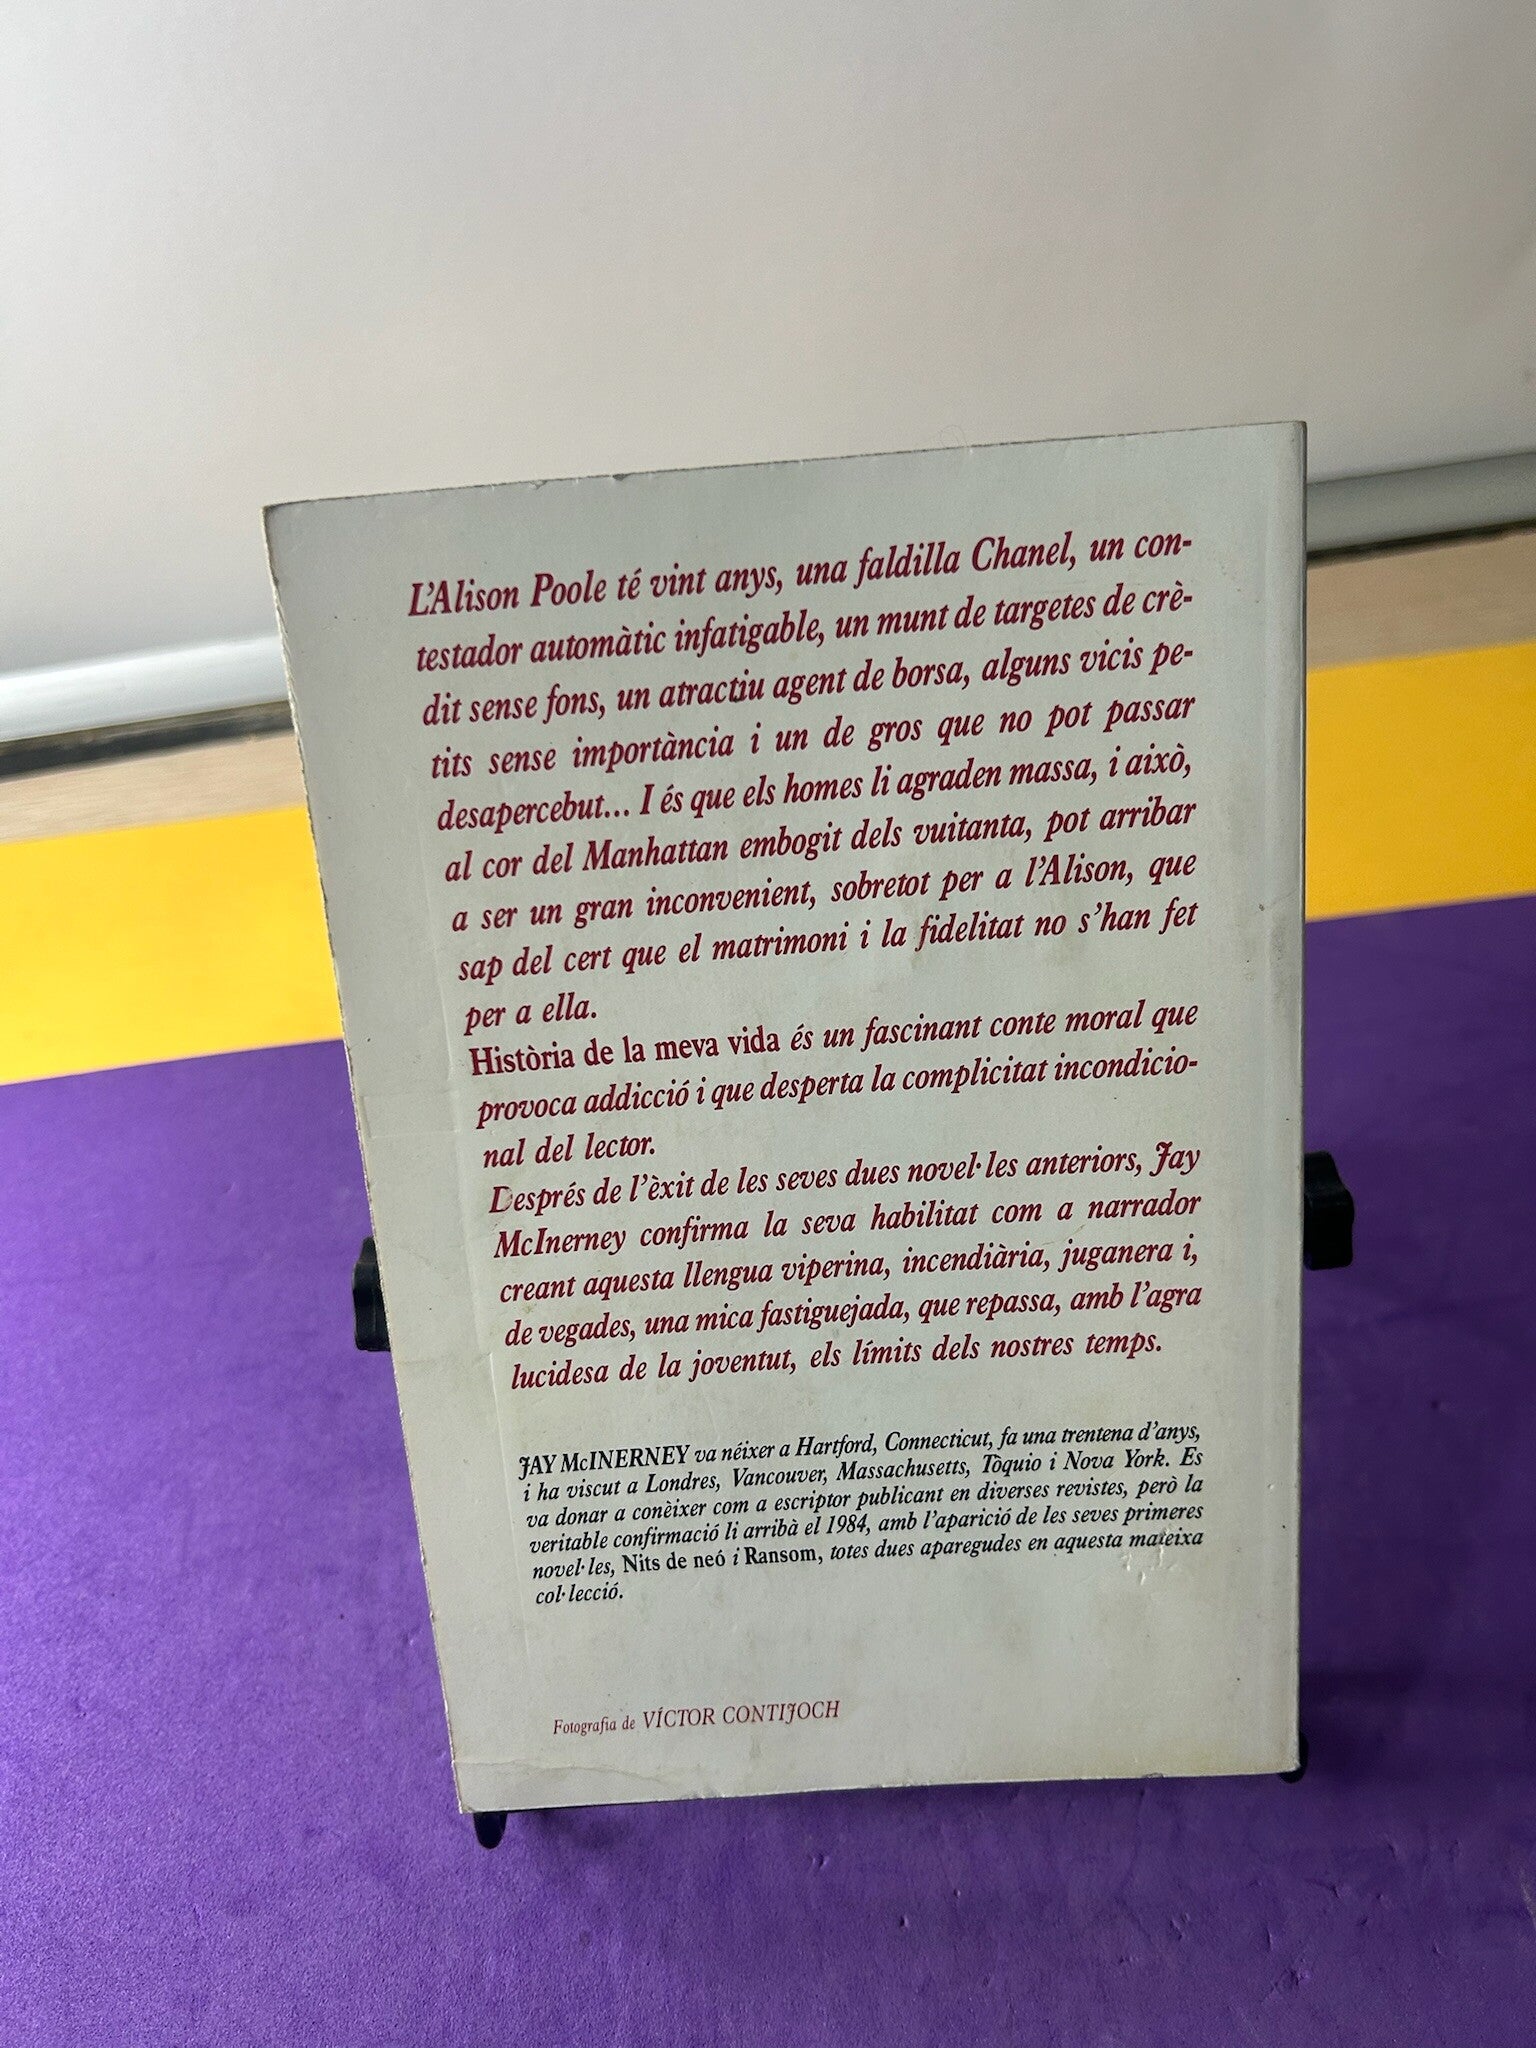 L'Alison Poole té vint anys, una faldilla Chanel, un con-
testador automàtic infatigable, un munt de targetes de crè-
dit sense fons, un atractiu agent de borsa, alguns vicis pe-
tits sense importància i un de gros que no pot passar
desapercebut... I és que els homes li agraden massa, i això,
al cor del Manhattan embogit dels vuitanta, pot arribar
a ser un gran inconvenient, sobretot per a l'Alison, que
sap del cert que el matrimoni i la fidelitat no s'han fet
per a ella.
Història de la meva vida és un fascinant conte moral que
provoca addicció i que desperta la complicitat incondicio-
nal del lector.
Després de l'èxit de les seves dues novel·les anteriors, Jay
McInerney confirma la seva habilitat com a narrador
creant aquesta llengua viperina, incendiària, juganera i,
de vegades, una mica fastiguejada, que repassa, amb l'agra
lucidesa de la joventut, els límits dels nostres temps.
JAY McINERNEY va néixer a Hartford, Connecticut, fa una trentena d'anys,
i ha viscut a Londres, Vancouver, Massachusetts, Tòquio i Nova York. Es
va donar a conèixer com a escriptor publicant en diverses revistes, però la
veritable confirmació li arribà el 1984, amb l'aparició de les seves primeres
novel·les, Nits de neó i Ransom, totes dues aparegudes en aquesta mateixa
col·lecció.
Fotografia de VÍCTOR CONTIJOCH